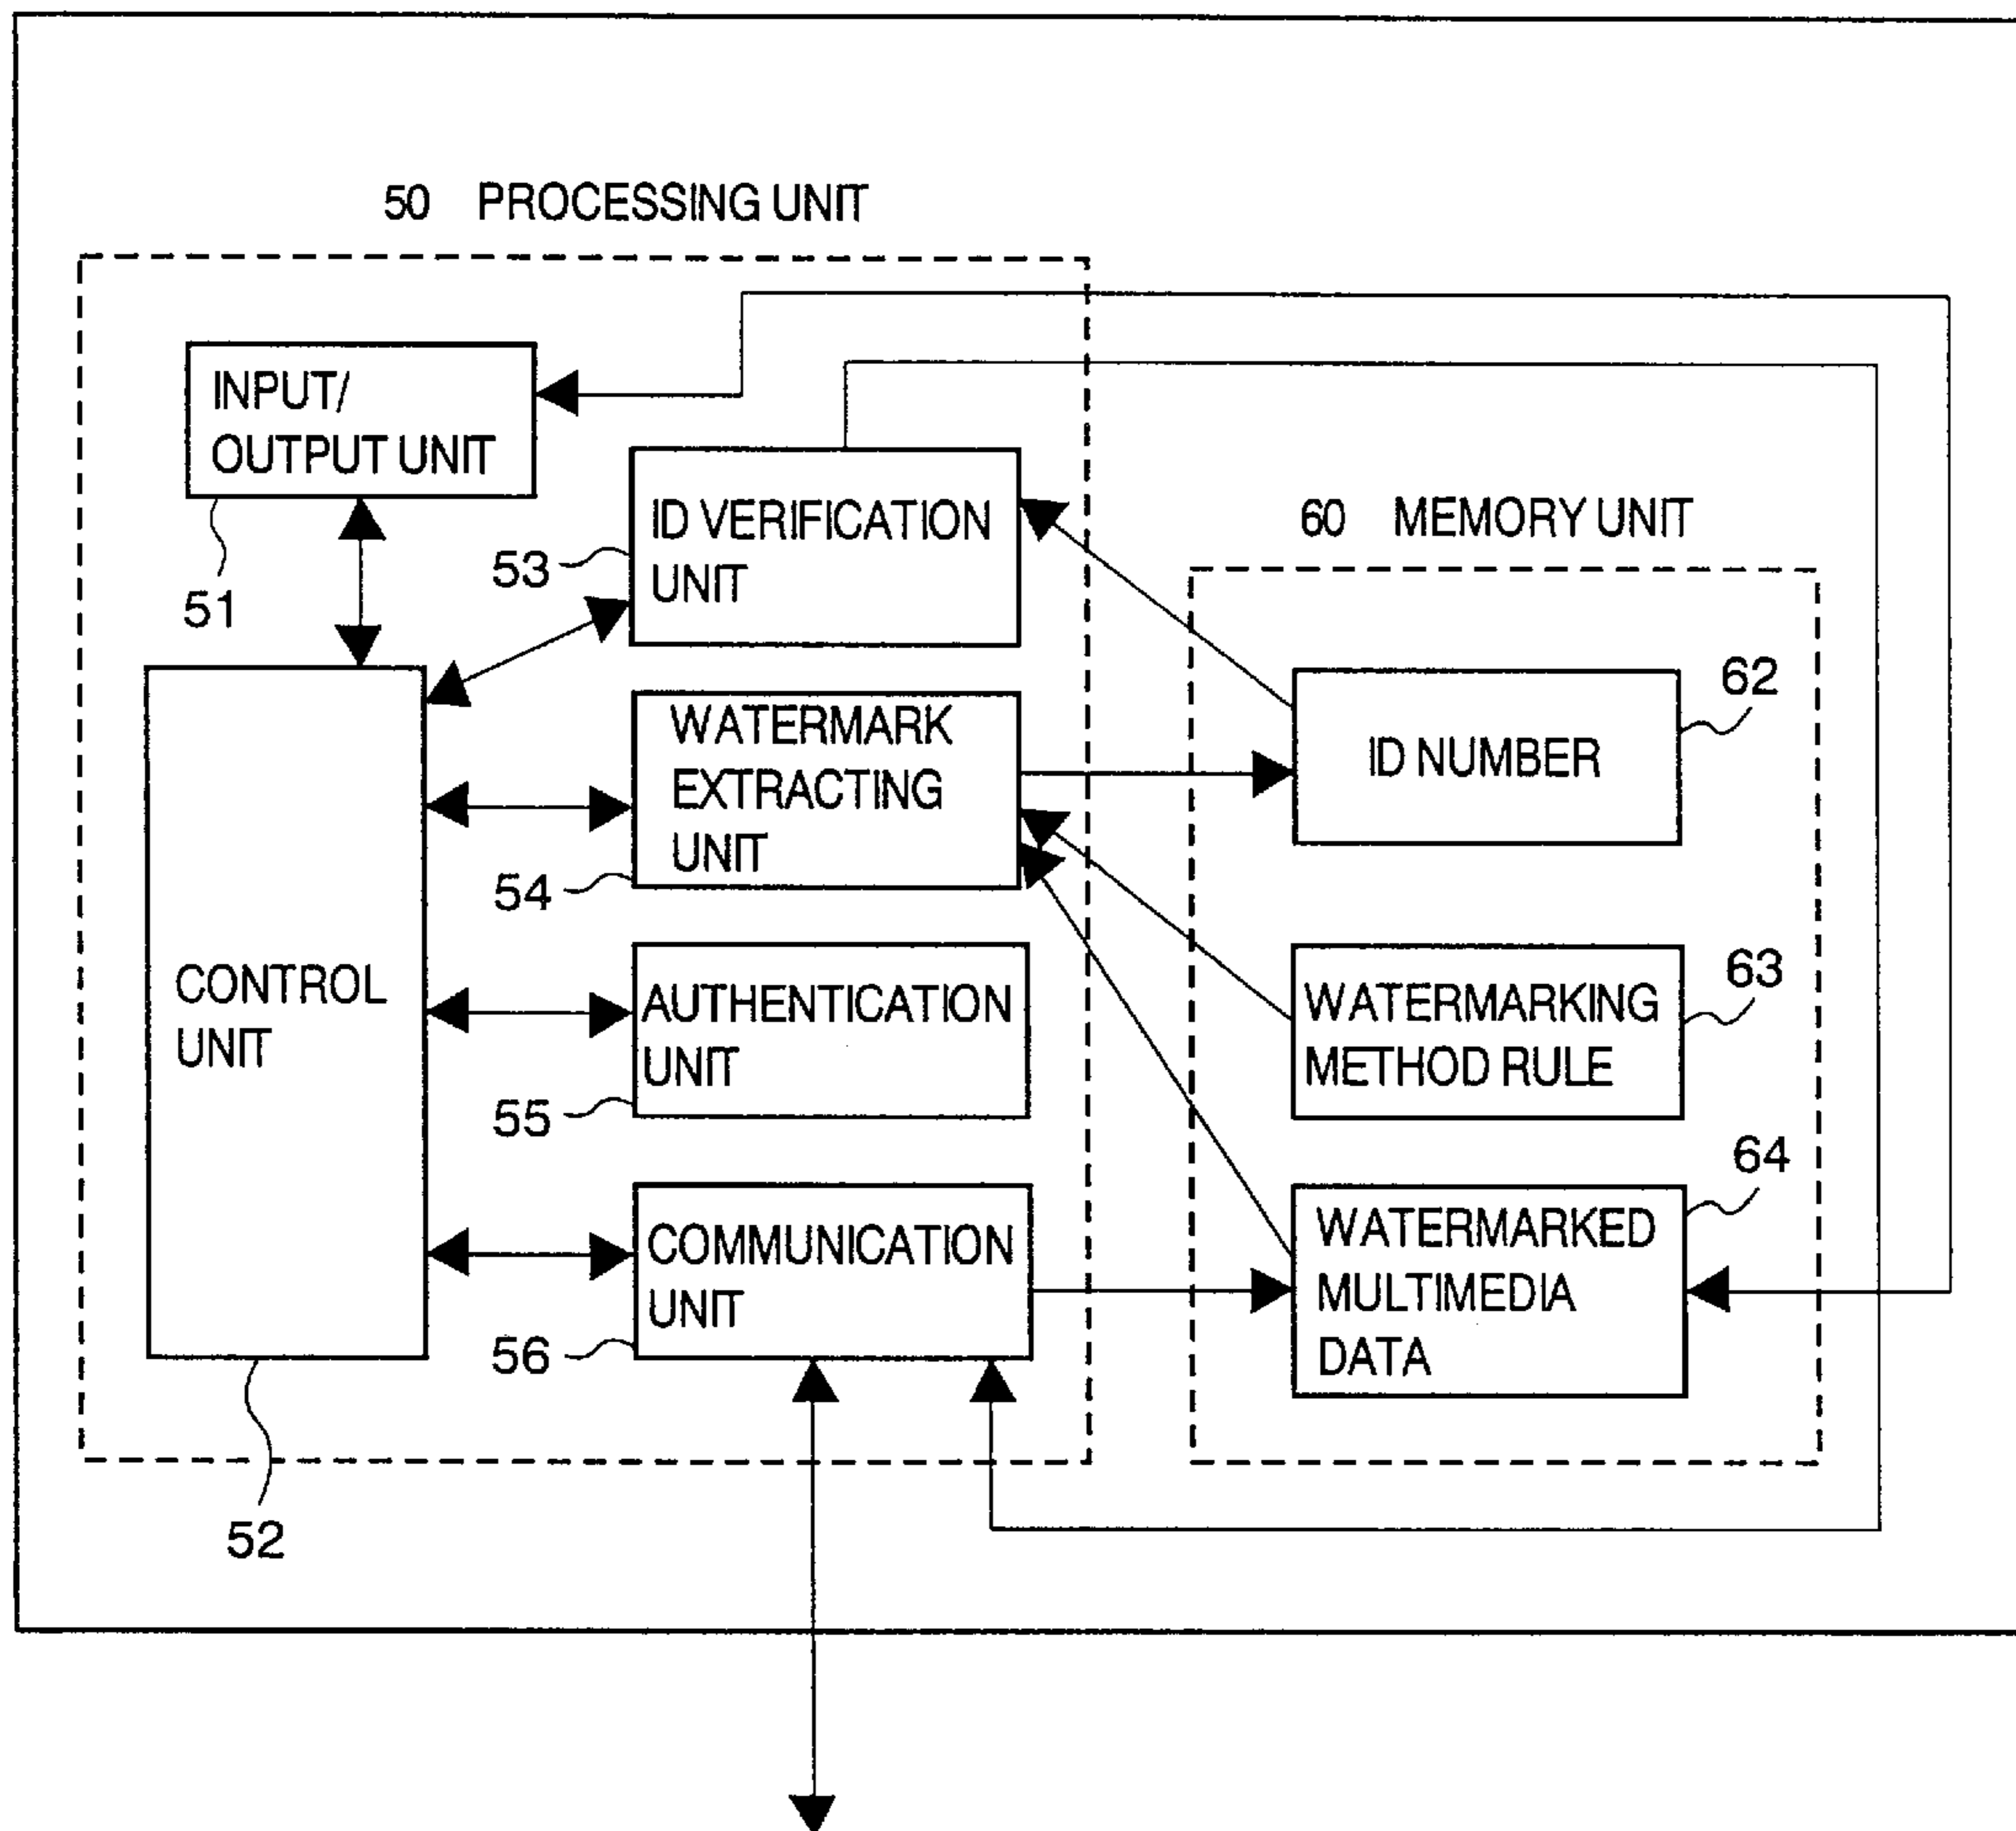 50 PROCESSING UNIT
INPUT/
OUTPUT UNIT
51
ID VERIFICATION
UNIT
53
60 MEMORY UNIT
62
ID NUMBER
WATERMARK
EXTRACTING
UNIT
54
CONTROL
UNIT
52
AUTHENTICATION
UNIT
55
63
WATERMARKING
METHOD RULE
64
COMMUNICATION
UNIT
56
WATERMARKED
MULTIMEDIA
DATA